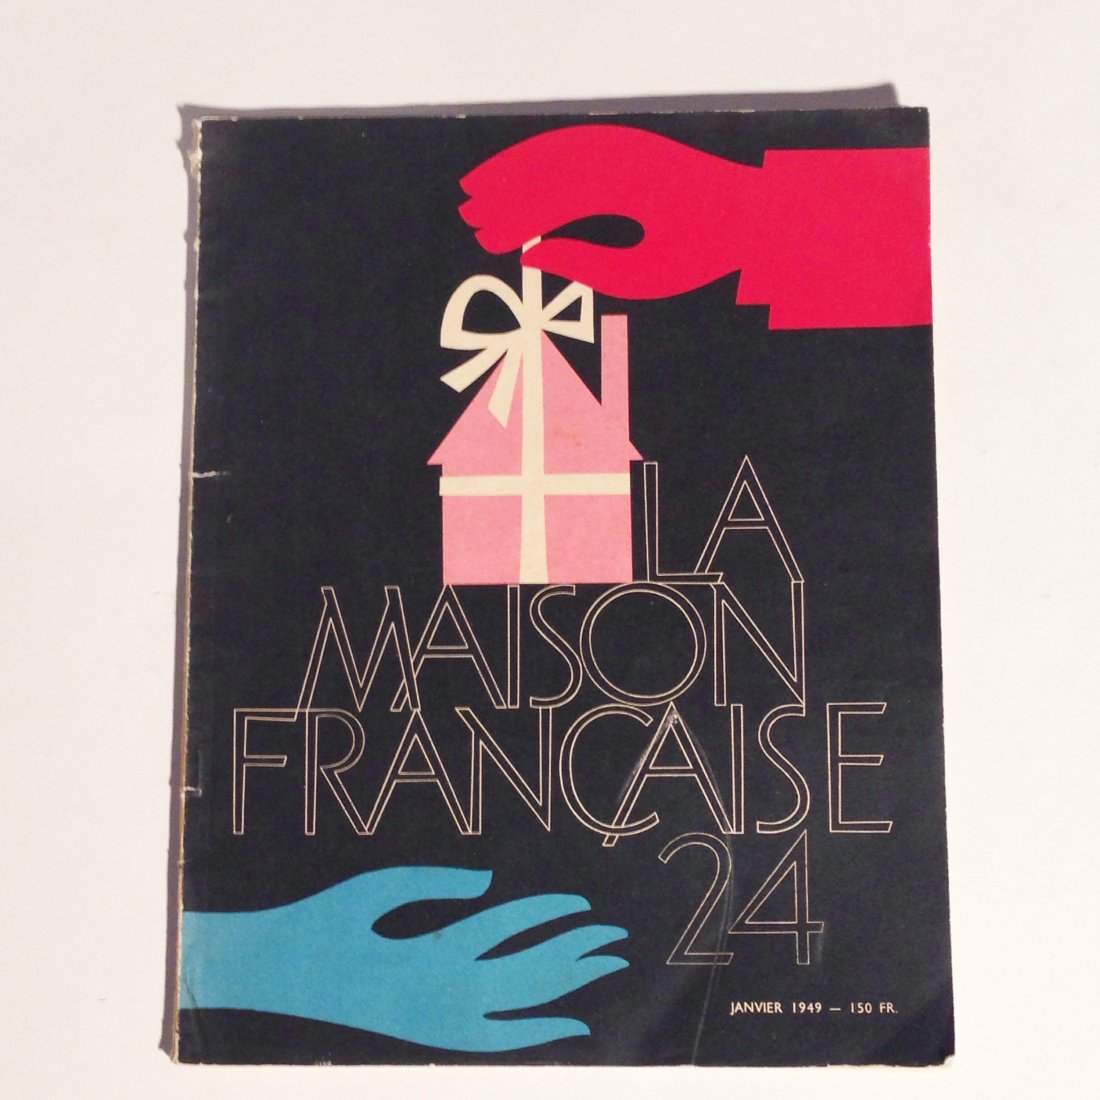 LA
MAISON
FRANÇAISE
24
JANVIER 1949 — 150 FR.